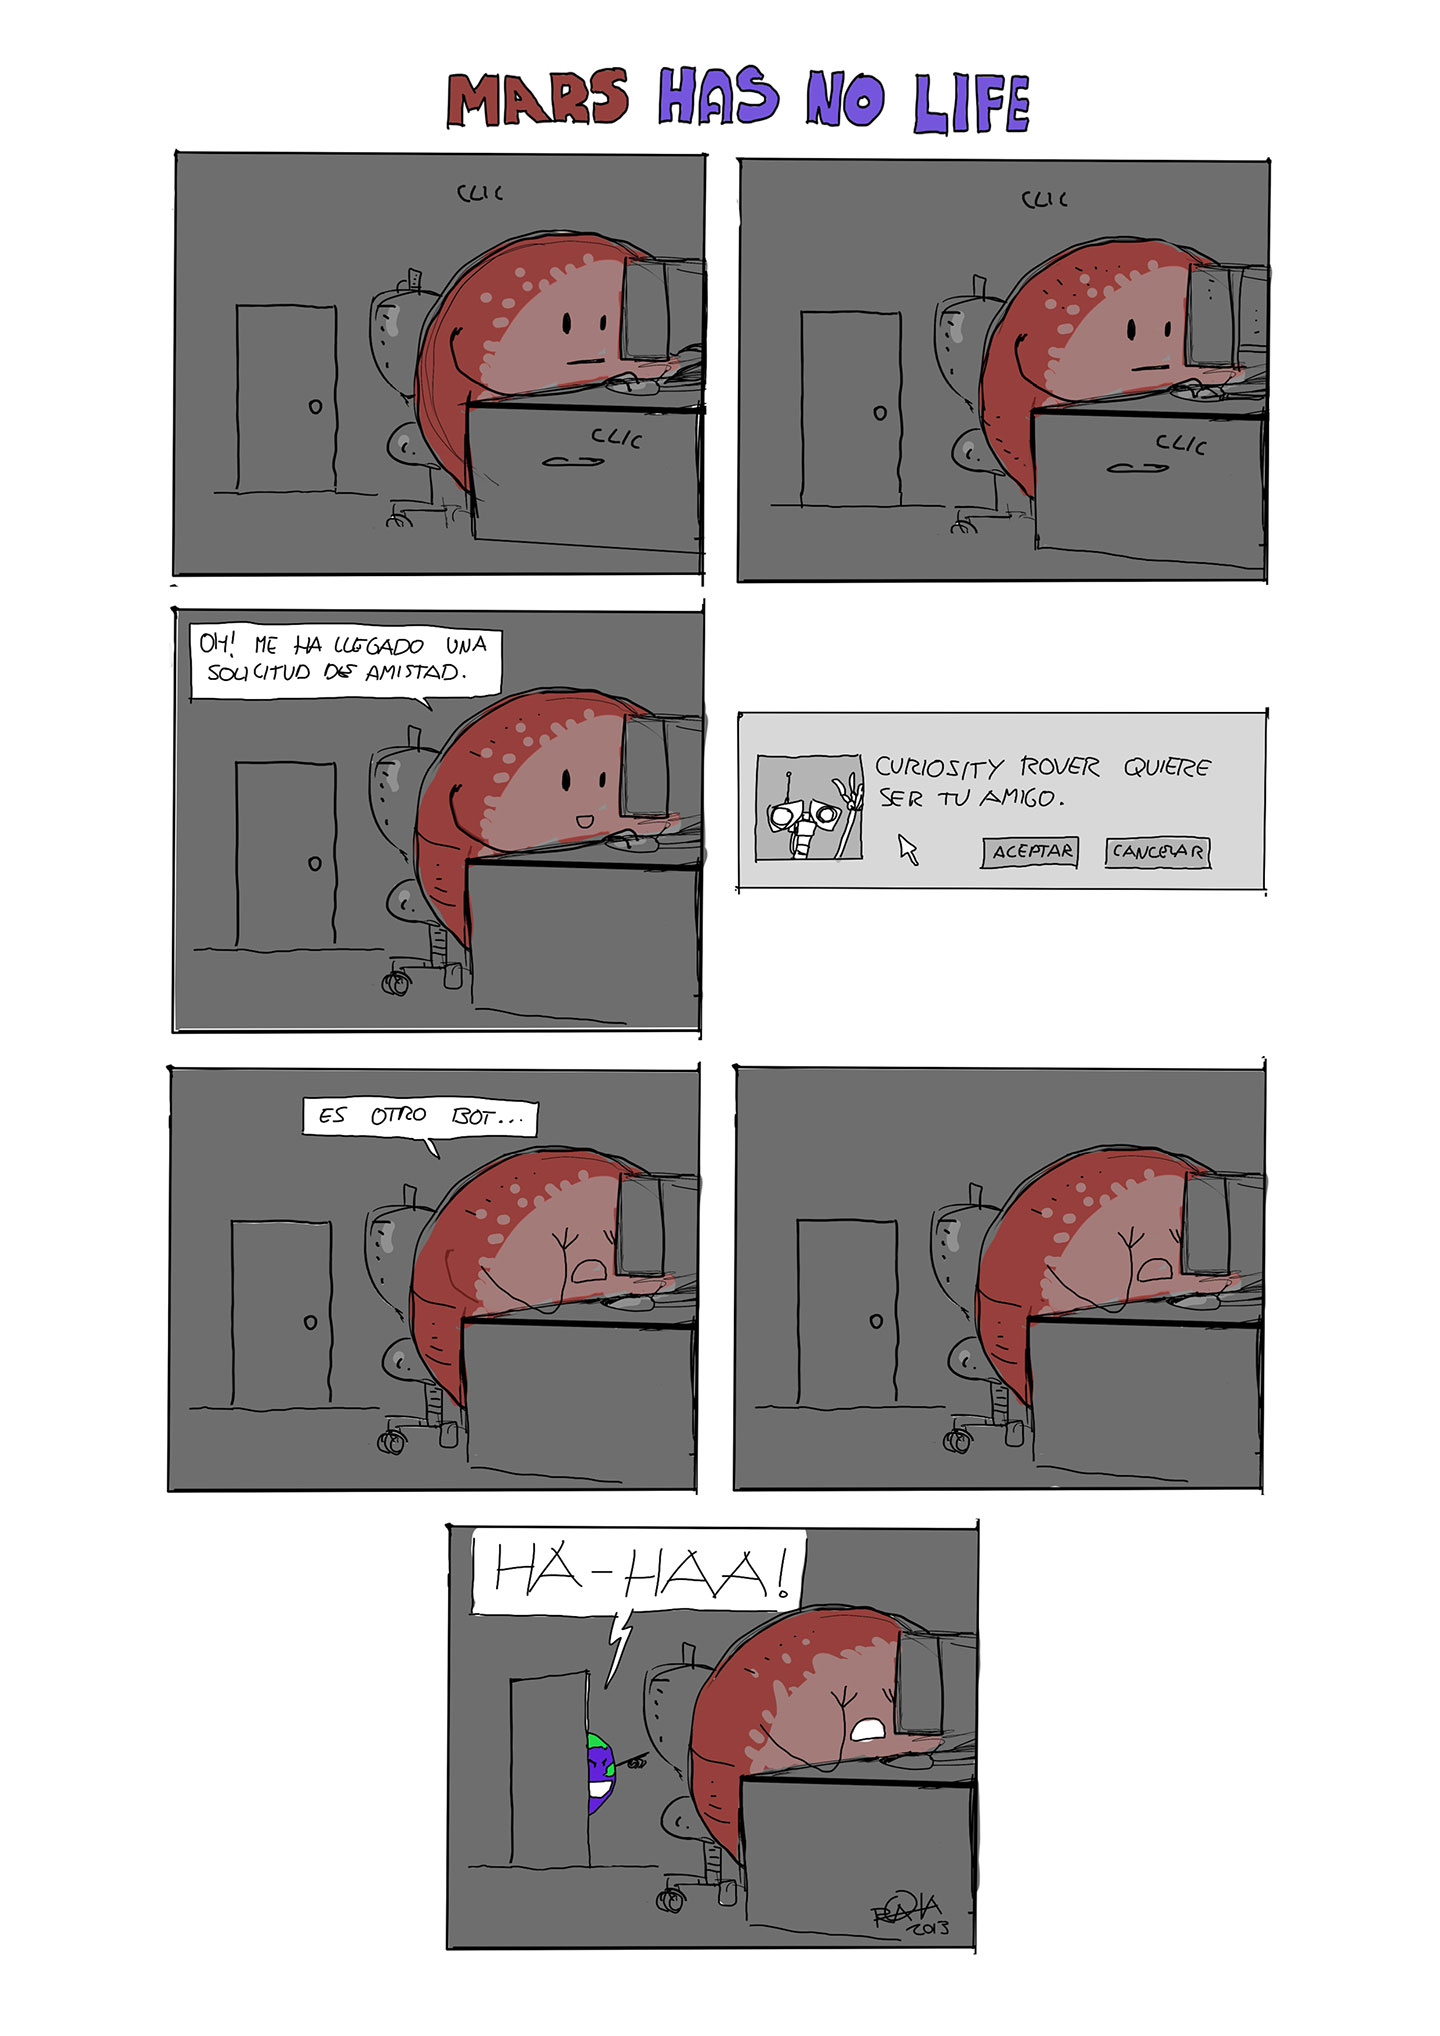 MARS HAS NO LIFE
CLIC
CLIC
CLIC
CLIC
OH! ME HA LLEGADO UNA
SOLICITUD DE AMISTAD.
CURIOSITY ROVER QUIERE
SER TU AMIGO.
ACEPTAR CANCELAR
ES OTRO BOT...
HA-HAA!
2013